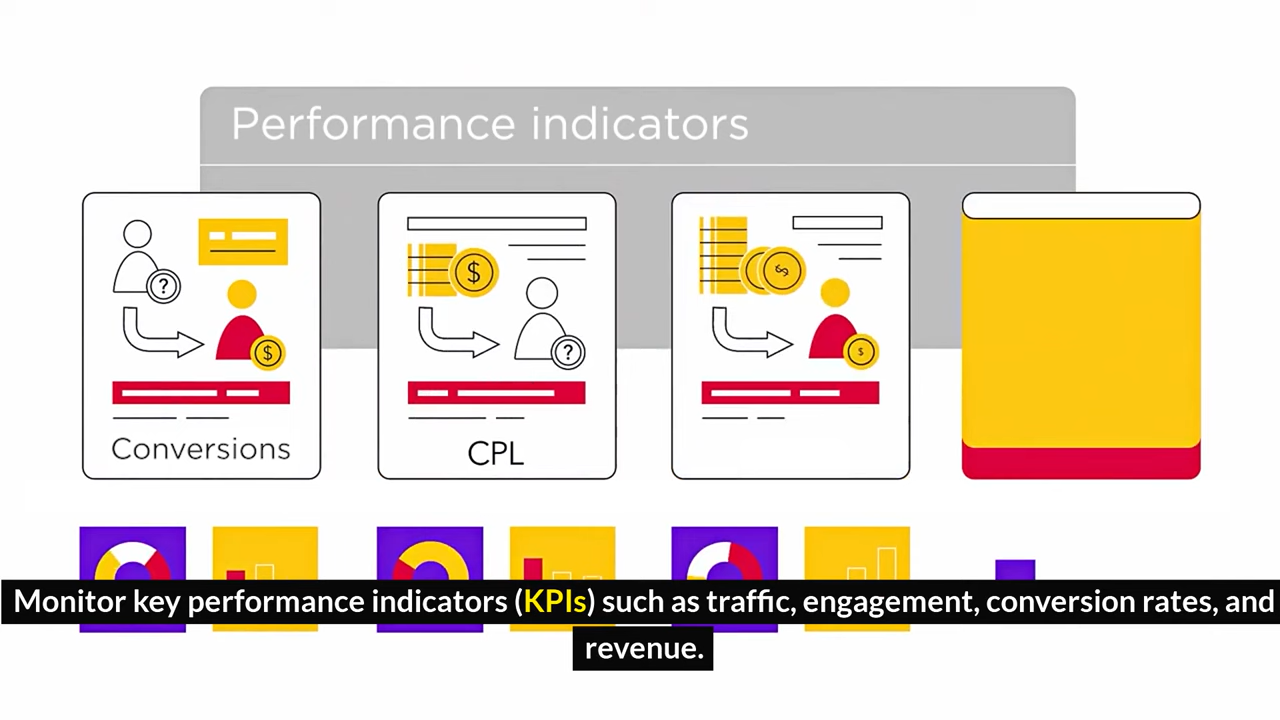 Performance indicators
?
$
$
?
$
$
$
Conversions
CPL
Monitor key performance indicators (KPIs) such as traffic, engagement, conversion rates, and
revenue.